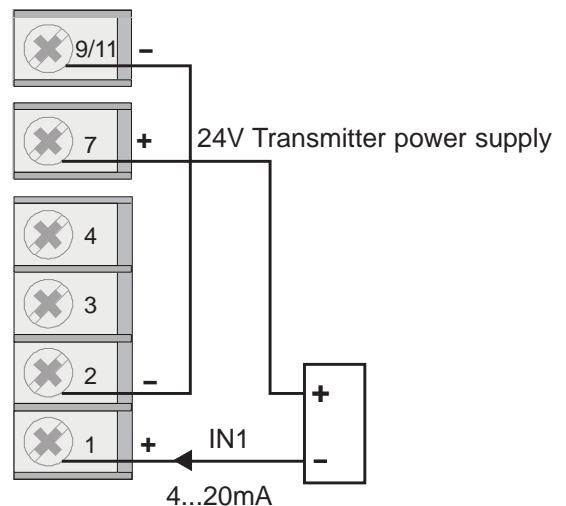 9/11 −
7 + 24V Transmitter power supply
4
3
2 −
+
1 + IN1 −
4...20mA